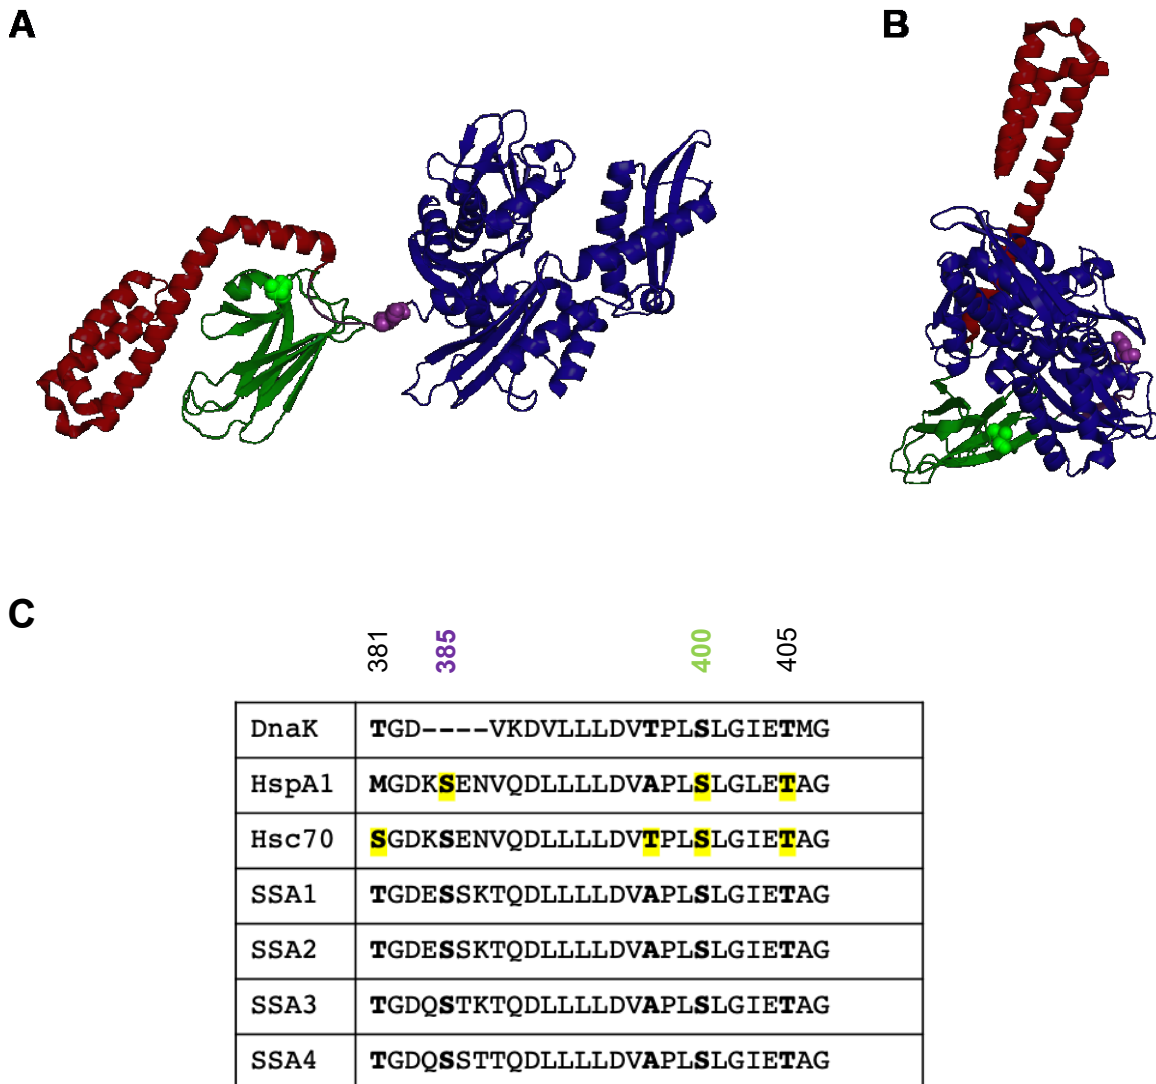 A
B
C
381 385 400 405
DnaK TGD----VKDVLLLDVTPLSLGIETMG
HspA1 MGDKSENVQDLLLLDVAPLSLGLETAG
Hsc70 SGDKSENVQDLLLLDVTPLSLGIETAG
SSA1 TGDESSKTQDLLLLDVAPLSLGIETAG
SSA2 TGDESSKTQDLLLLDVAPLSLGIETAG
SSA3 TGDQSTKTQDLLLLDVAPLSLGIETAG
SSA4 TGDQSSTTQDLLLLDVAPLSLGIETAG